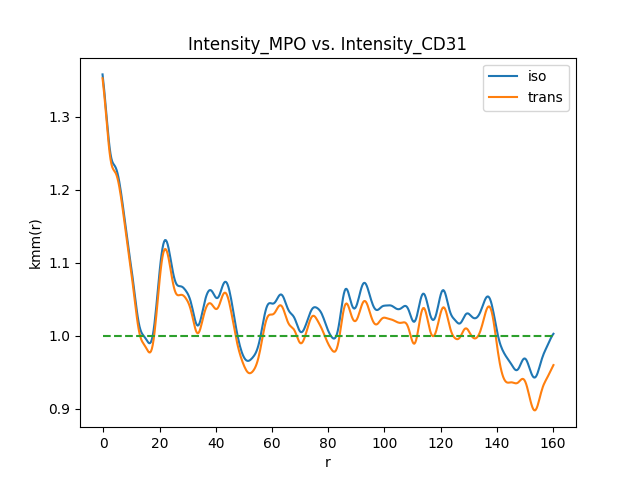 Intensity_MPO vs. Intensity_CD31
iso
trans
kmm(r)
1.3
1.2
1.1
1.0
0.9
0 20 40 60 80 100 120 140 160
r